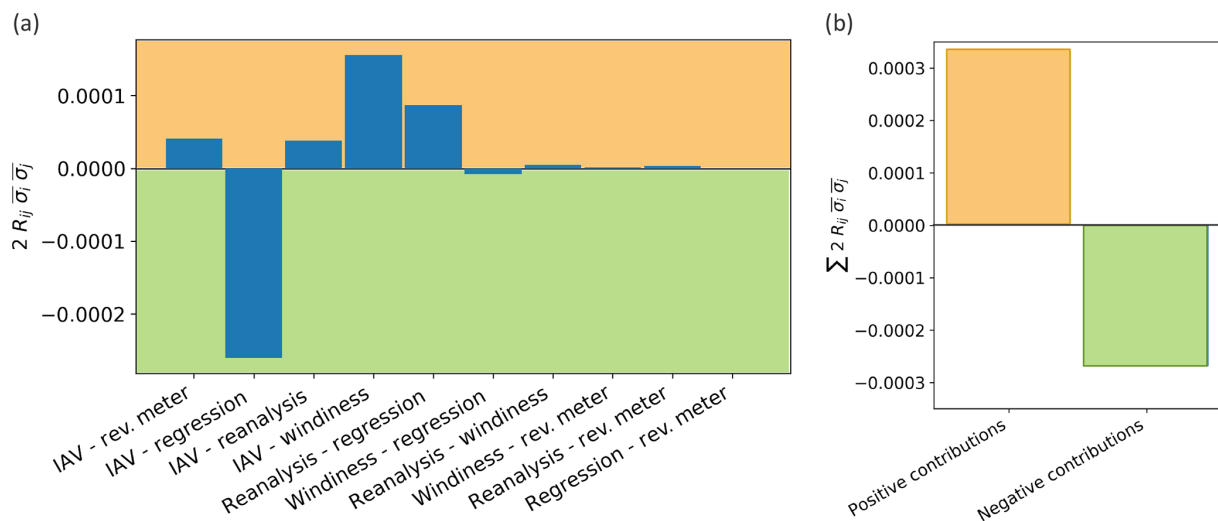 (a)
0.0001
0.0000
−0.0001
−0.0002
2 R_ij σ̅_i σ̅_j
IAV - rev. meter
IAV - regression
IAV - reanalysis
IAV - windiness
Reanalysis - regression
Windiness - regression
Reanalysis - windiness
Windiness - rev. meter
Reanalysis - rev. meter
Regression - rev. meter
(b)
0.0003
0.0002
0.0001
0.0000
−0.0001
−0.0002
−0.0003
∑ 2 R_ij σ̅_i σ̅_j
Positive contributions
Negative contributions